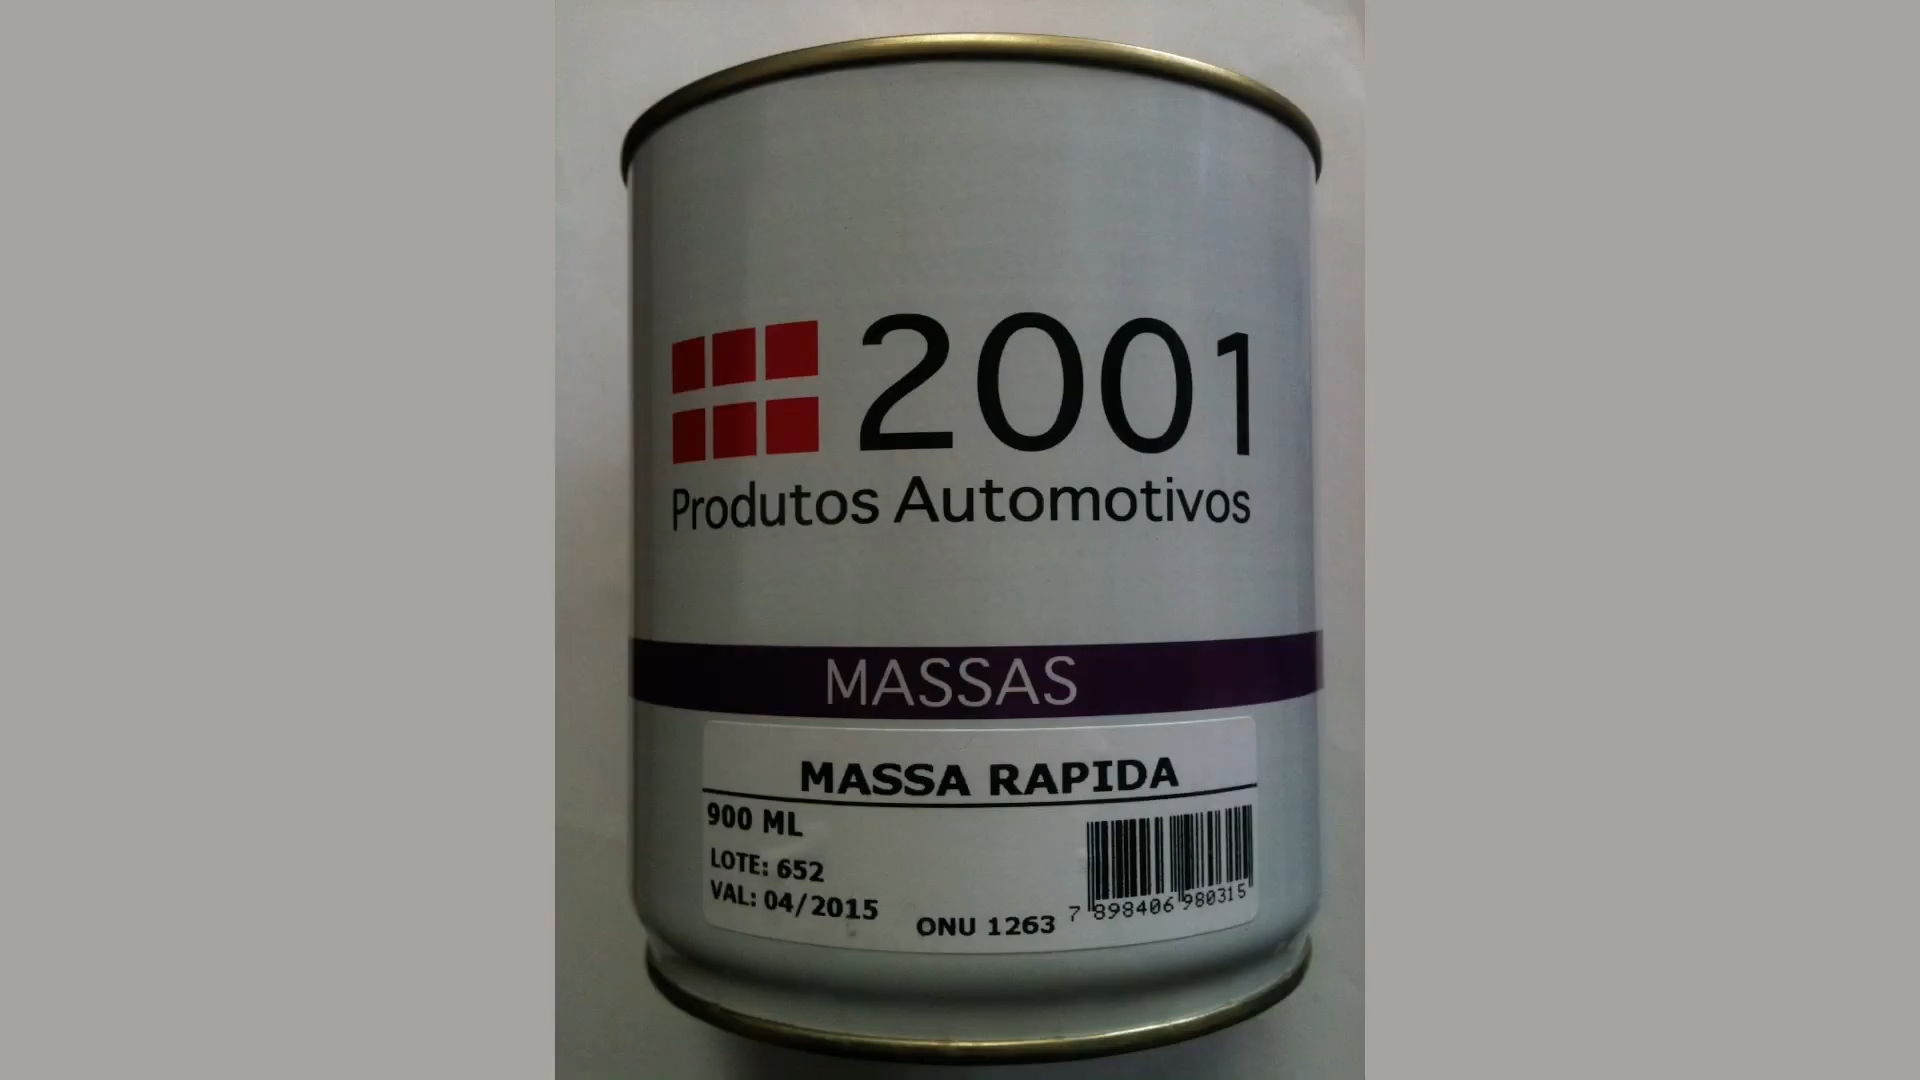 2001
Produtos Automotivos
MASSAS
MASSA RAPIDA
900 ML
LOTE: 652
VAL: 04/2015
ONU 1263
7 898406 980315